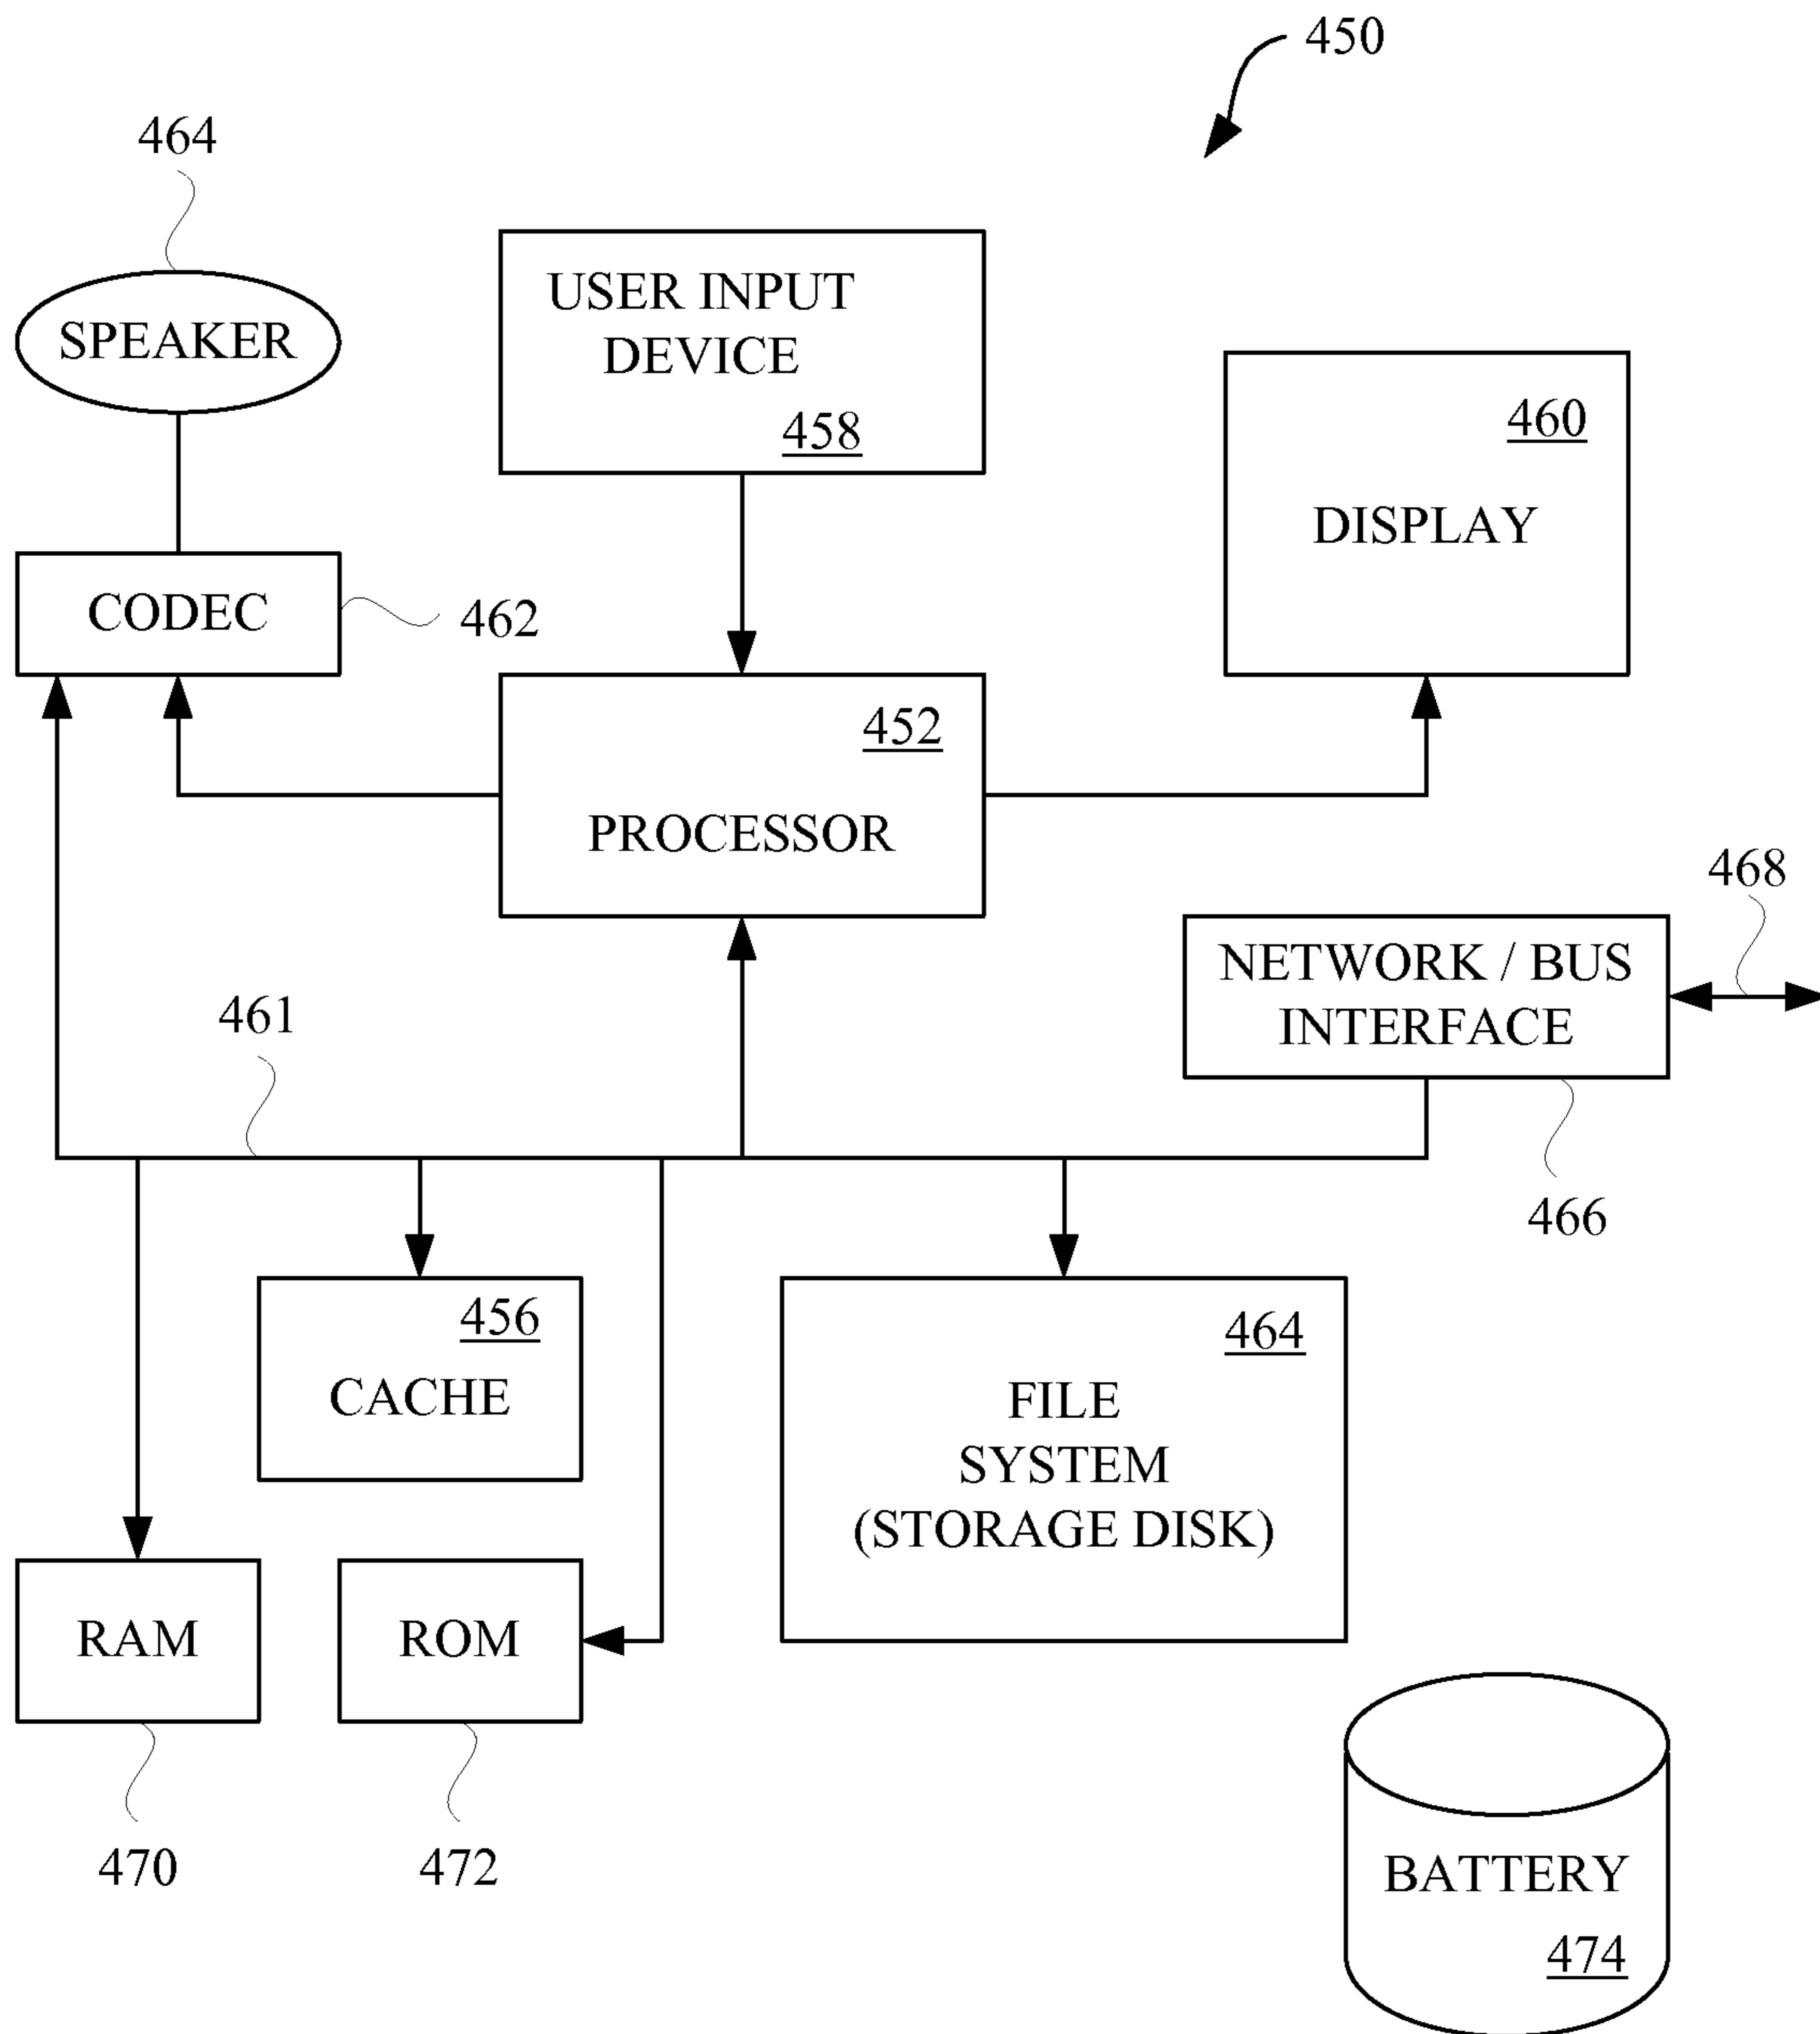 450
464
SPEAKER
USER INPUT
DEVICE
458
460
DISPLAY
CODEC
462
452
PROCESSOR
468
NETWORK / BUS
INTERFACE
461
466
456
CACHE
464
FILE
SYSTEM
(STORAGE DISK)
RAM
ROM
470
472
BATTERY
474